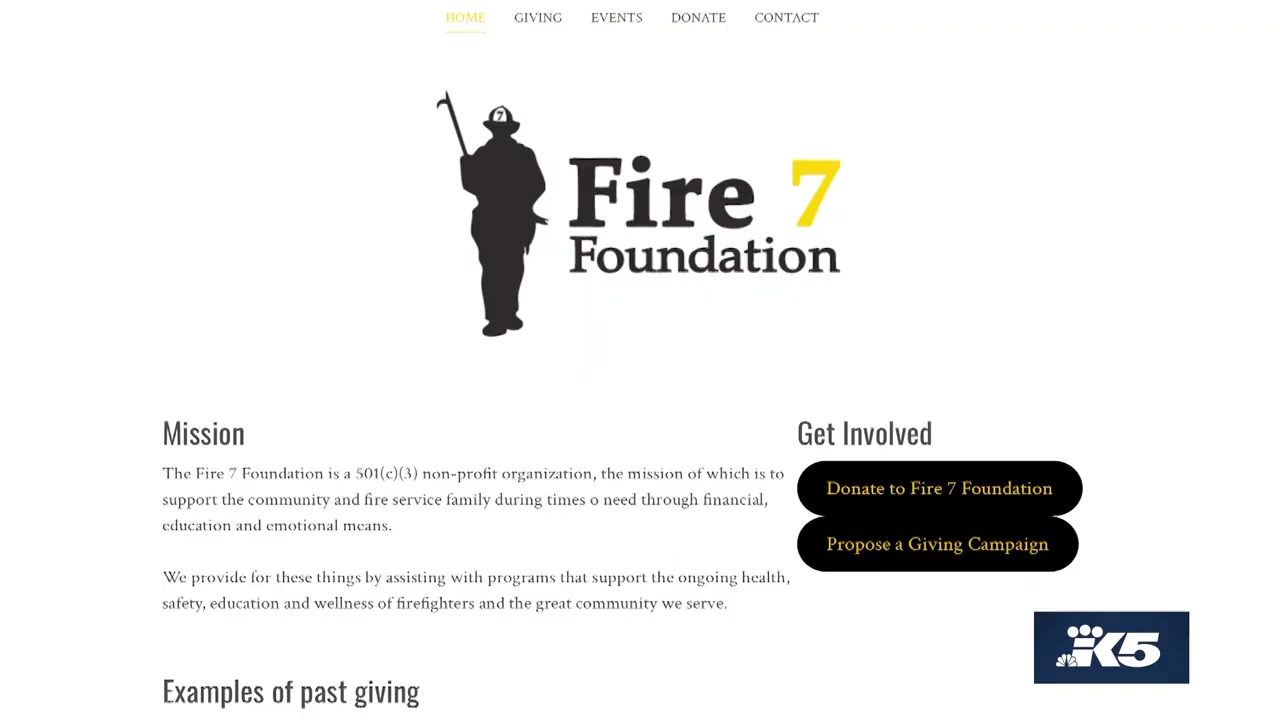 HOME GIVING EVENTS DONATE CONTACT
7
Fire 7
Foundation
Mission
The Fire 7 Foundation is a 501(c)(3) non-profit organization, the mission of which is to
support the community and fire service family during times o need through financial,
education and emotional means.
We provide for these things by assisting with programs that support the ongoing health,
safety, education and wellness of firefighters and the great community we serve.
Get Involved
Donate to Fire 7 Foundation
Propose a Giving Campaign
Examples of past giving
K5